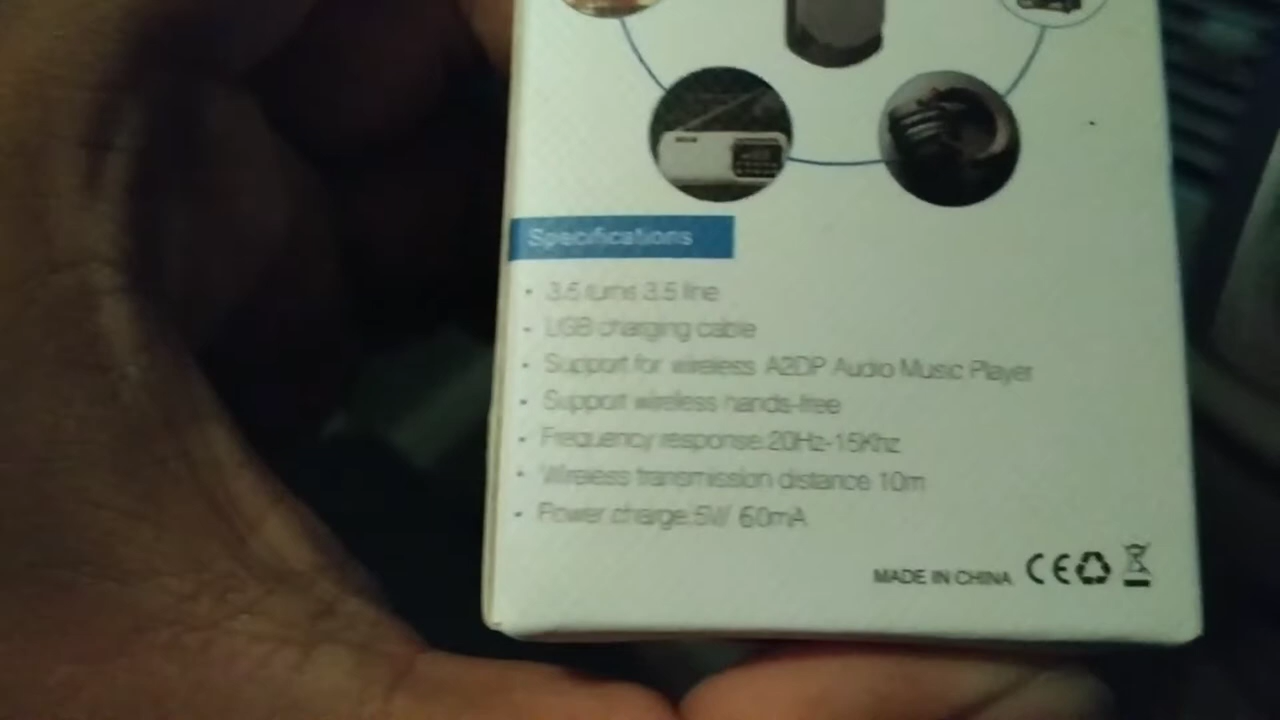 Specifications
• 3.5 turns 3.5 line
• USB charging cable
• Support for wireless A2DP Audio Music Player
• Support wireless hands-free
• Frequency response:20Hz-15Khz
• Wireless transmission distance 10m
• Power charge:5V/ 60mA
MADE IN CHINA CE